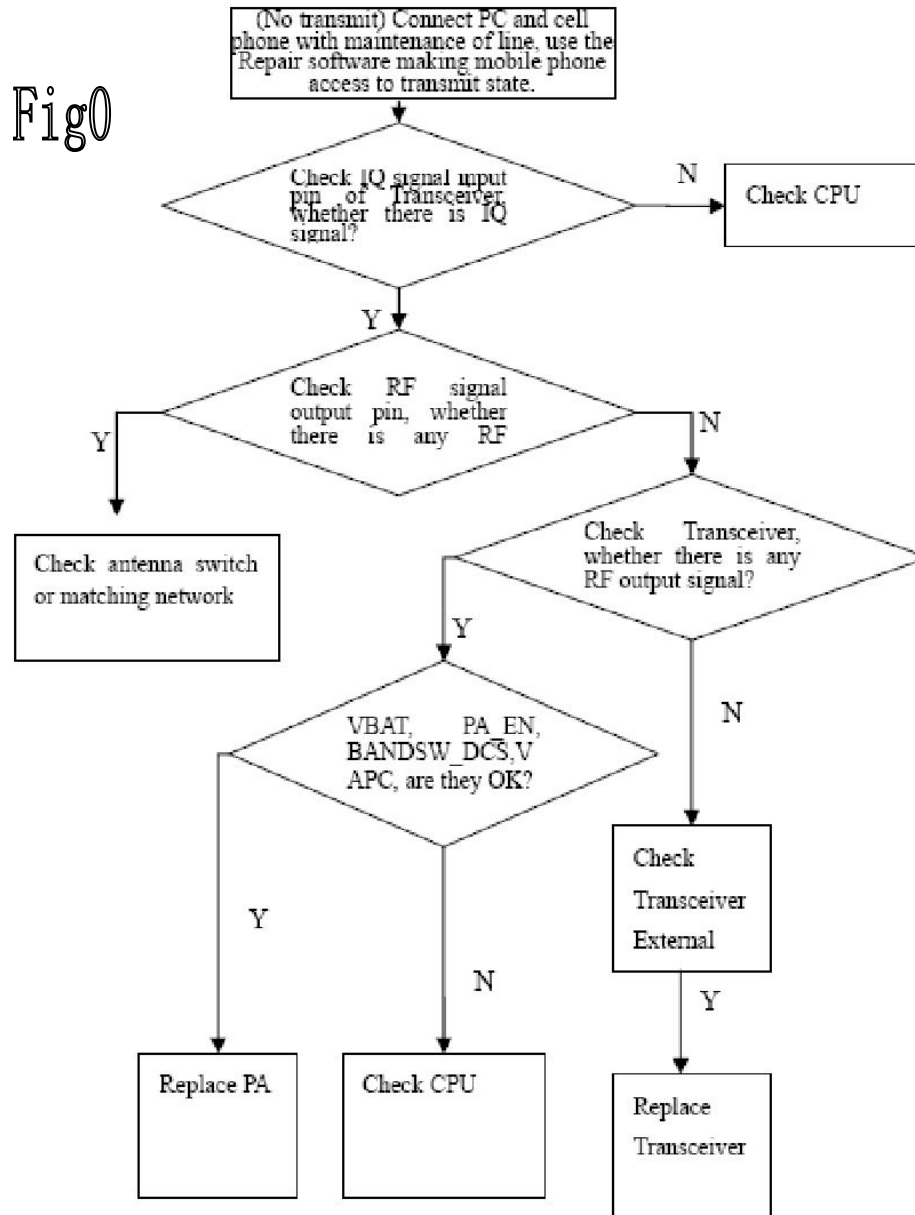 (No transmit) Connect PC and cell
phone with maintenance of line, use the
Repair software making mobile phone
access to transmit state.
Fig0
Check IQ signal input
pin of Transceiver,
whether there is IQ
signal?
N
Check CPU
Y
Check RF signal
output pin, whether
there is any RF
Y
N
Check antenna switch
or matching network
Check Transceiver,
whether there is any
RF output signal?
Y
N
VBAT, PA_EN,
BANDSW_DCS,V
APC, are they OK?
Check
Transceiver
External
Y
N
Y
Replace PA
Check CPU
Replace
Transceiver